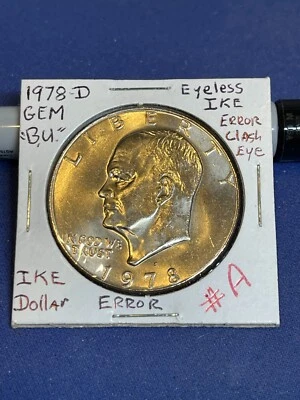 1978-D
GEM
"B.U."
Eyeless
IKE
ERROR
Clash
Eye
LIBERTY
IN GOD WE
TRUST
1978
IKE
Dollar
ERROR
#A